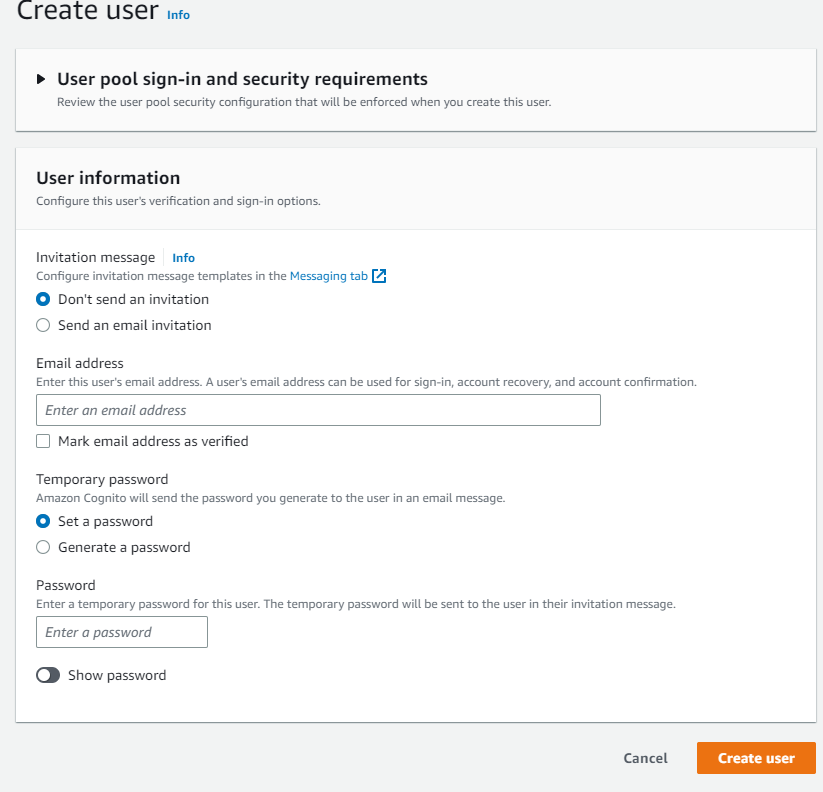 Create user Info
User pool sign-in and security requirements
Review the user pool security configuration that will be enforced when you create this user.
User information
Configure this user's verification and sign-in options.
Invitation message Info
Configure invitation message templates in the Messaging tab
Don't send an invitation
Send an email invitation
Email address
Enter this user's email address. A user's email address can be used for sign-in, account recovery, and account confirmation.
Enter an email address
Mark email address as verified
Temporary password
Amazon Cognito will send the password you generate to the user in an email message.
Set a password
Generate a password
Password
Enter a temporary password for this user. The temporary password will be sent to the user in their invitation message.
Enter a password
Show password
Cancel Create user